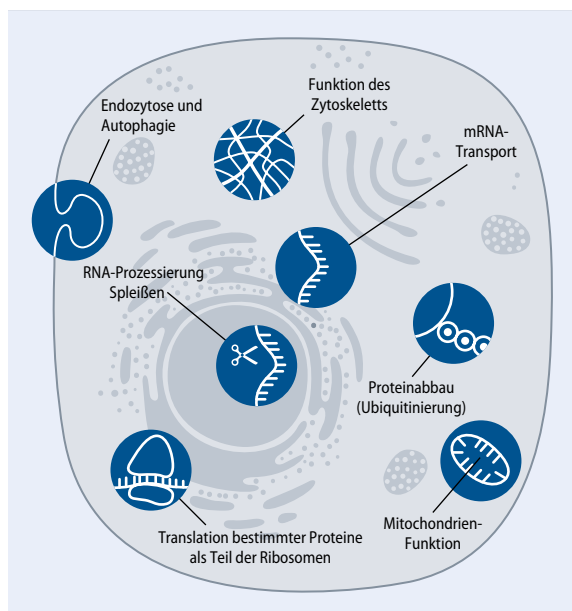 Endozytose und
Autophagie
Funktion des
Zytoskeletts
mRNA-
Transport
RNA-Prozessierung
Spleißen
Proteinabbau
(Ubiquitinierung)
Translation bestimmter Proteine
als Teil der Ribosomen
Mitochondrien-
Funktion